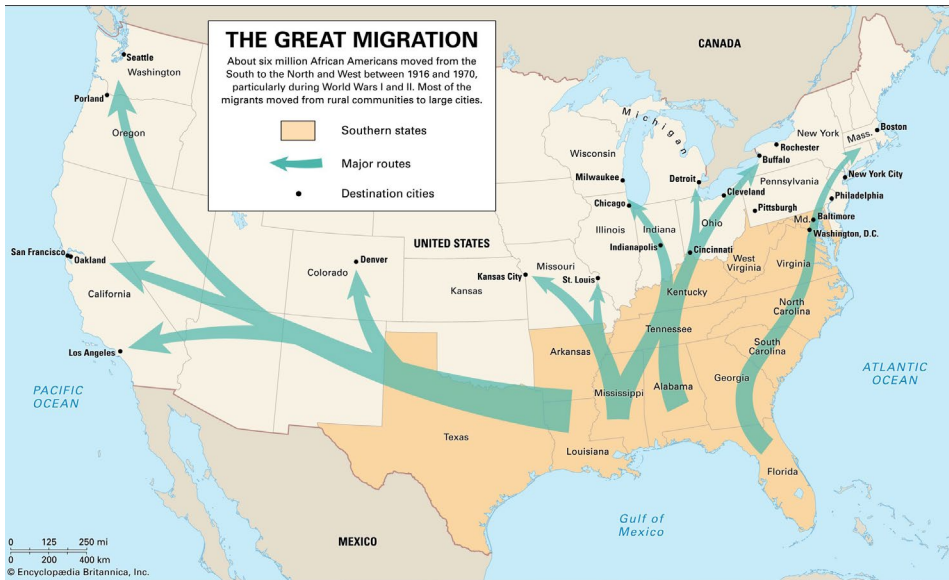 THE GREAT MIGRATION
About six million African Americans moved from the
South to the North and West between 1916 and 1970,
particularly during World Wars I and II. Most of the
migrants moved from rural communities to large cities.
Southern states
Major routes
Destination cities
CANADA
Seattle
Washington
Porland
Oregon
Michigan
Wisconsin
Milwaukee
Chicago
Detroit
New York
Mass.
Boston
Rochester
Buffalo
New York City
Cleveland
Pennsylvania
Philadelphia
Pittsburgh
Md.
Baltimore
Washington, D.C.
Illinois
Indiana
Ohio
Indianapolis
Cincinnati
West
Virginia
Virginia
San Francisco
Oakland
California
UNITED STATES
Denver
Colorado
Kansas City
Kansas
Missouri
St. Louis
Kentucky
North
Carolina
Tennessee
Los Angeles
Arkansas
South
Carolina
Mississippi
Alabama
Georgia
PACIFIC
OCEAN
ATLANTIC
OCEAN
Texas
Louisiana
Florida
Gulf of
Mexico
MEXICO
0 125 250 mi
0 200 400 km
© Encyclopædia Britannica, Inc.